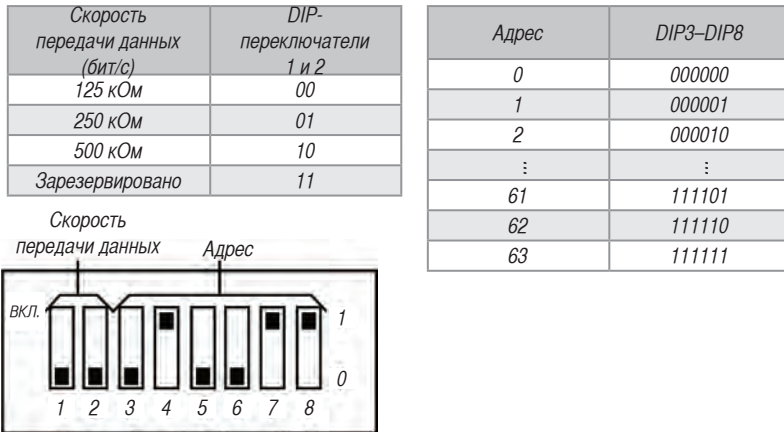 Скорость
передачи данных
(бит/с)
DIP-
переключатели
1 и 2
125 кОм 00
250 кОм 01
500 кОм 10
Зарезервировано 11
Адрес DIP3–DIP8
0 000000
1 000001
2 000010
⋮ ⋮
61 111101
62 111110
63 111111
Скорость
передачи данных
Адрес
ВКЛ.
1
0
1 2 3 4 5 6 7 8